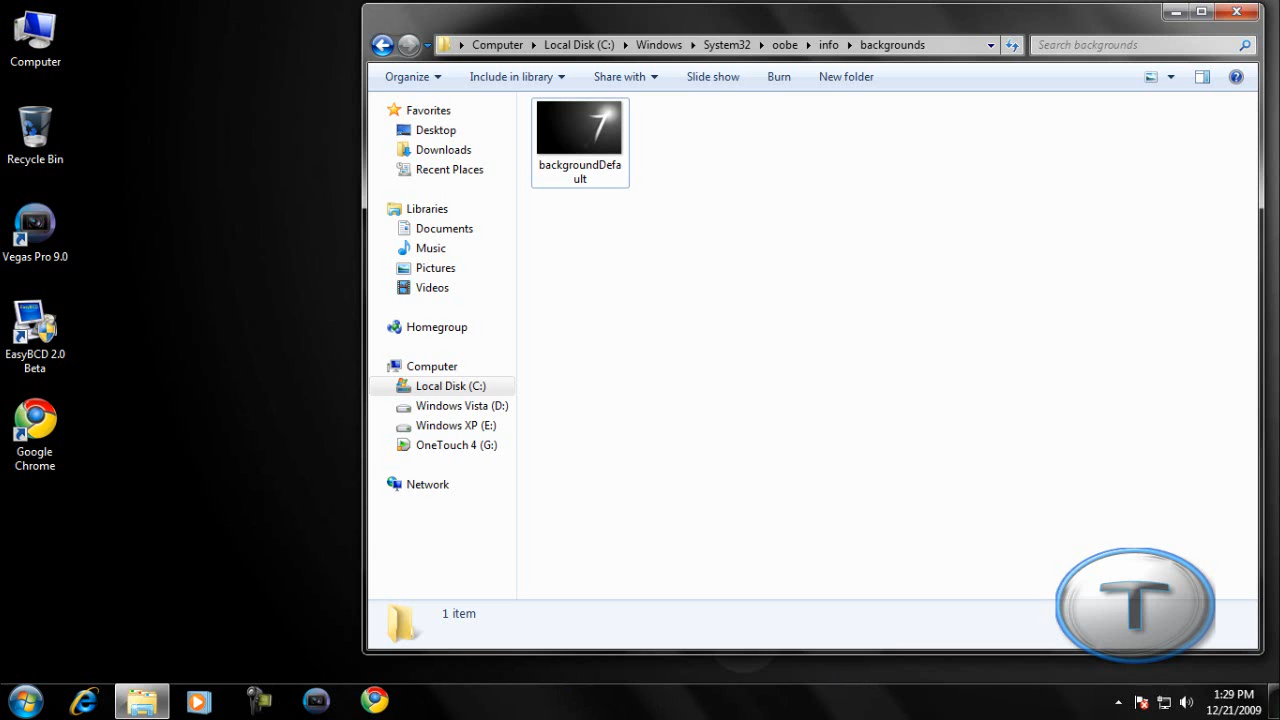 Computer
Recycle Bin
Vegas Pro 9.0
EasyBCD 2.0
Beta
Google
Chrome
Computer Local Disk (C:) Windows System32 oobe info backgrounds
Search backgrounds
Organize Include in library Share with Slide show Burn New folder
Favorites
Desktop
Downloads
Recent Places
Libraries
Documents
Music
Pictures
Videos
Homegroup
Computer
Local Disk (C:)
Windows Vista (D:)
Windows XP (E:)
OneTouch 4 (G:)
Network
7
backgroundDefa
ult
1 item
T
1:29 PM
12/21/2009